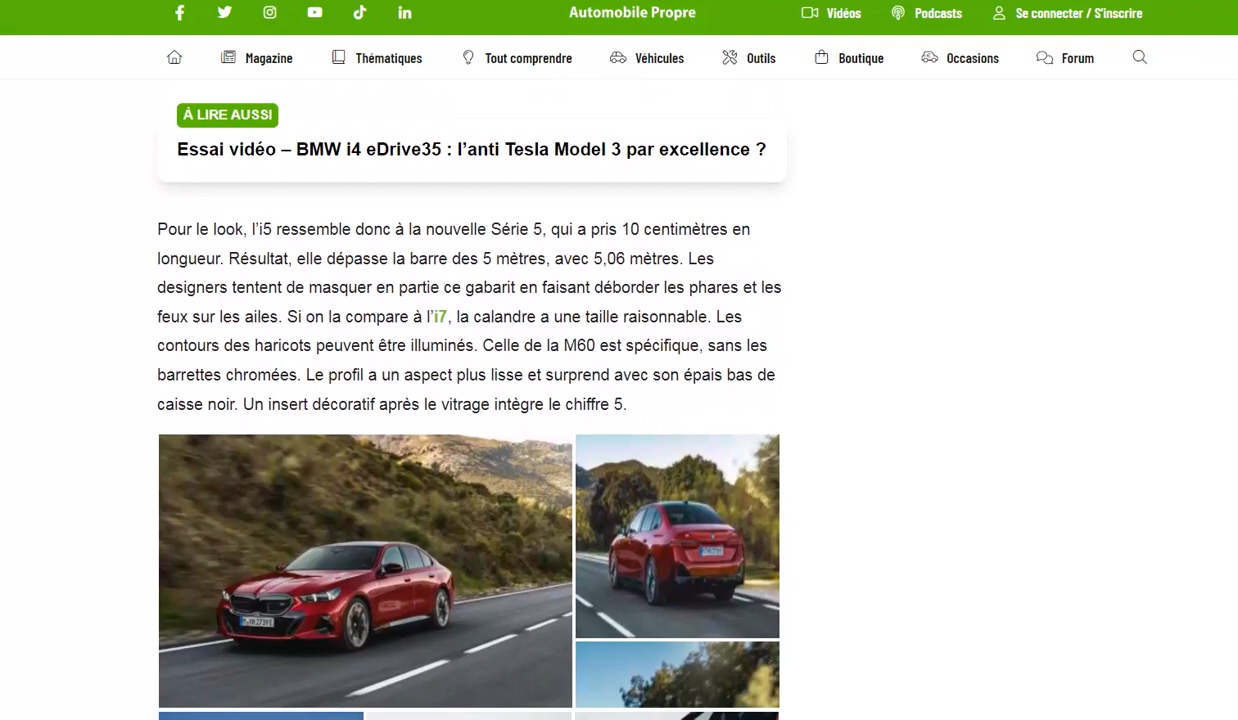 Automobile Propre
Vidéos
Podcasts
Se connecter / S'inscrire
Magazine
Thématiques
Tout comprendre
Véhicules
Outils
Boutique
Occasions
Forum
À LIRE AUSSI
Essai vidéo – BMW i4 eDrive35 : l’anti Tesla Model 3 par excellence ?
Pour le look, l’i5 ressemble donc à la nouvelle Série 5, qui a pris 10 centimètres en
longueur. Résultat, elle dépasse la barre des 5 mètres, avec 5,06 mètres. Les
designers tentent de masquer en partie ce gabarit en faisant déborder les phares et les
feux sur les ailes. Si on la compare à l’i7, la calandre a une taille raisonnable. Les
contours des haricots peuvent être illuminés. Celle de la M60 est spécifique, sans les
barrettes chromées. Le profil a un aspect plus lisse et surprend avec son épais bas de
caisse noir. Un insert décoratif après le vitrage intègre le chiffre 5.